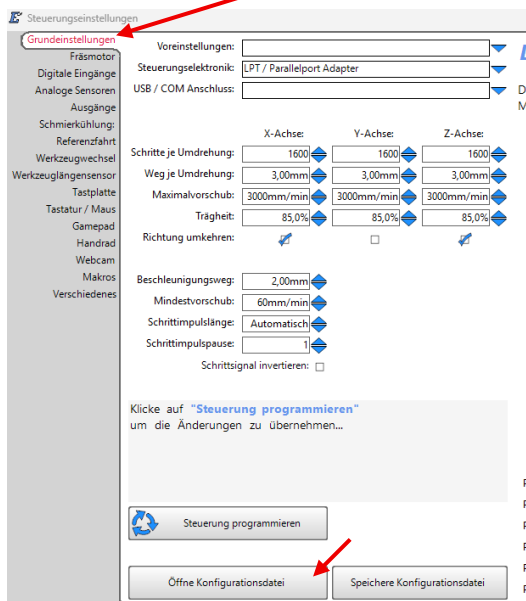 Steuerungseinstellungen
Grundeinstellungen
Fräsmotor
Digitale Eingänge
Analoge Sensoren
Ausgänge
Schmierkühlung:
Referenzfahrt
Werkzeugwechsel
Werkzeuglängensensor
Tastplatte
Tastatur / Maus
Gamepad
Handrad
Webcam
Makros
Verschiedenes
Voreinstellungen:
Steuerungselektronik: LPT / Parallelport Adapter
USB / COM Anschluss:
X-Achse: Y-Achse: Z-Achse:
Schritte je Umdrehung: 1600 1600 1600
Weg je Umdrehung: 3,00mm 3,00mm 3,00mm
Maximalvorschub: 3000mm/min 3000mm/min 3000mm/min
Trägheit: 85,0% 85,0% 85,0%
Richtung umkehren:
Beschleunigungsweg: 2,00mm
Mindestvorschub: 60mm/min
Schrittimpulslänge: Automatisch
Schrittimpulspause: 1
Schrittsignal invertieren:
Klicke auf "Steuerung programmieren"
um die Änderungen zu übernehmen...
Steuerung programmieren
Öffne Konfigurationsdatei Speichere Konfigurationsdatei